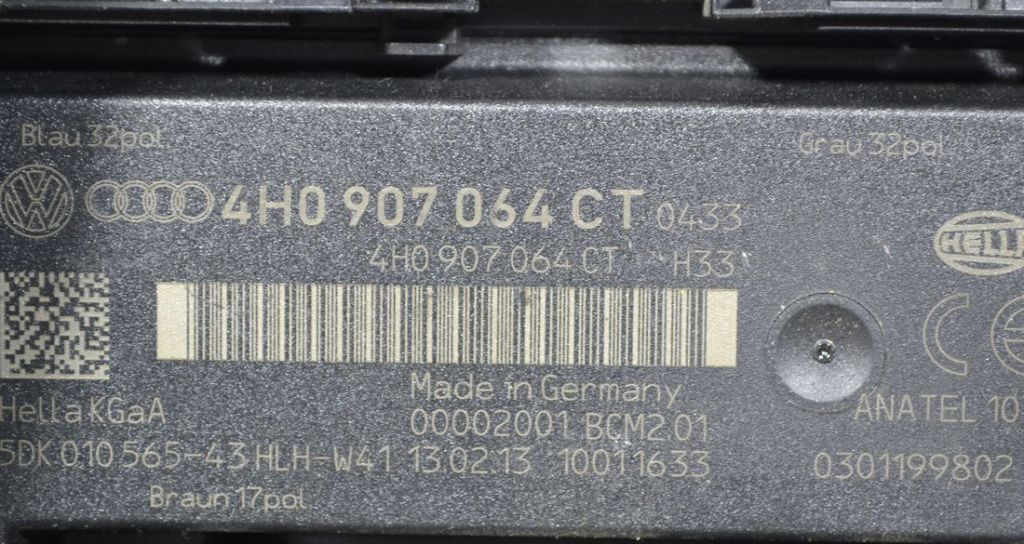 Blau 32pol.
Grau 32pol
4H0 907 064 CT 0433
4H0 907 064 CT H33
HELLA
Made in Germany
Hella KGaA
00002001 BCM2.01
ANATEL 10
5DK 010 565-43 HLH-W41 13.02.13 10011633
0301199802
Braun 17pol.